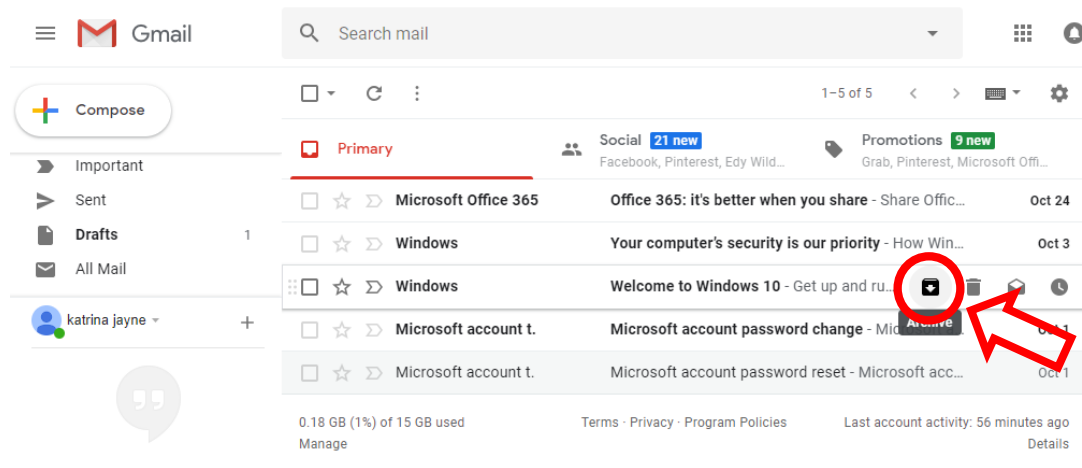 Gmail
Search mail
Compose
1–5 of 5
Primary
Social 21 new
Facebook, Pinterest, Edy Wild...
Promotions 9 new
Grab, Pinterest, Microsoft Offi...
Important
Sent
Drafts 1
All Mail
katrina jayne
Microsoft Office 365 Office 365: it's better when you share - Share Offic... Oct 24
Windows Your computer's security is our priority - How Win... Oct 3
Windows Welcome to Windows 10 - Get up and ru...
Archive
Microsoft account t. Microsoft account password change - Oct 1
Microsoft account t. Microsoft account password reset - Microsoft acc... Oct 1
0.18 GB (1%) of 15 GB used
Manage
Terms · Privacy · Program Policies
Last account activity: 56 minutes ago
Details